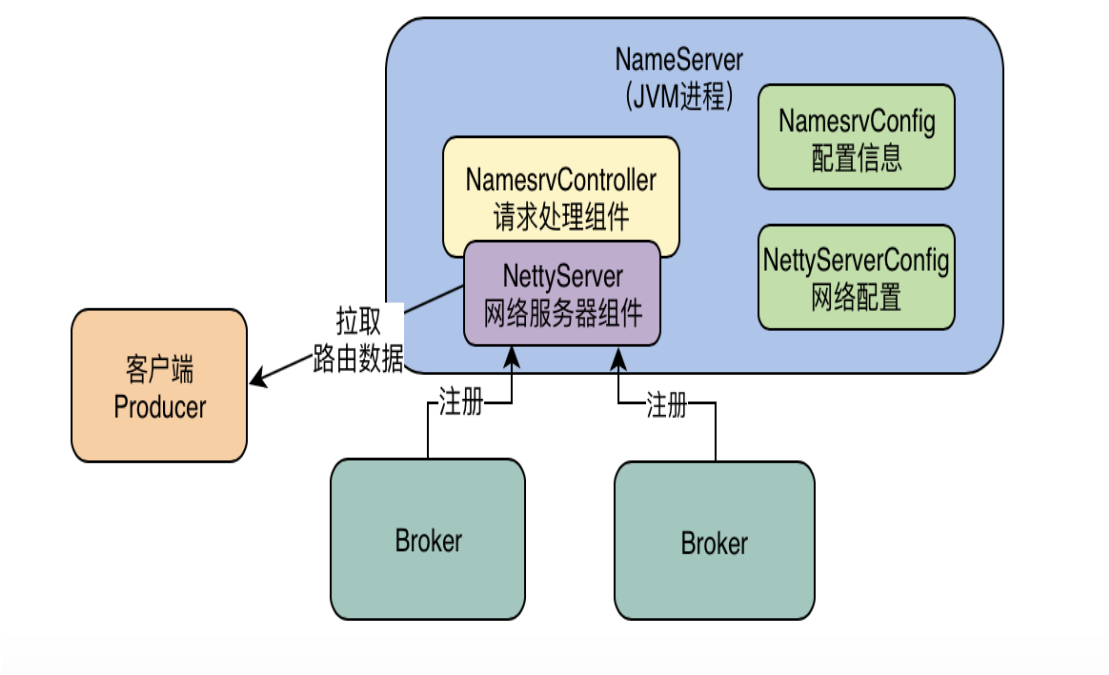 NameServer
（JVM进程）
NamesrvConfig
配置信息
NamesrvController
请求处理组件
NettyServer
网络服务器组件
NettyServerConfig
网络配置
拉取
路由数据
客户端
Producer
注册
注册
Broker
Broker